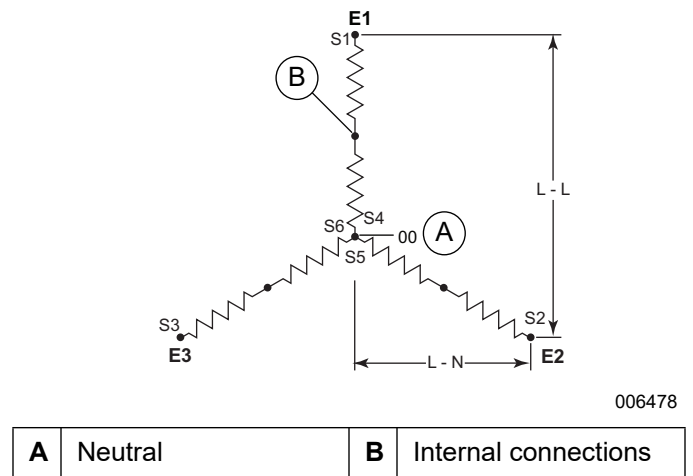 E1
S1
B
L - L
S4
S6
00
A
S5
S3
S2
E3
L - N
E2
006478
A Neutral B Internal connections